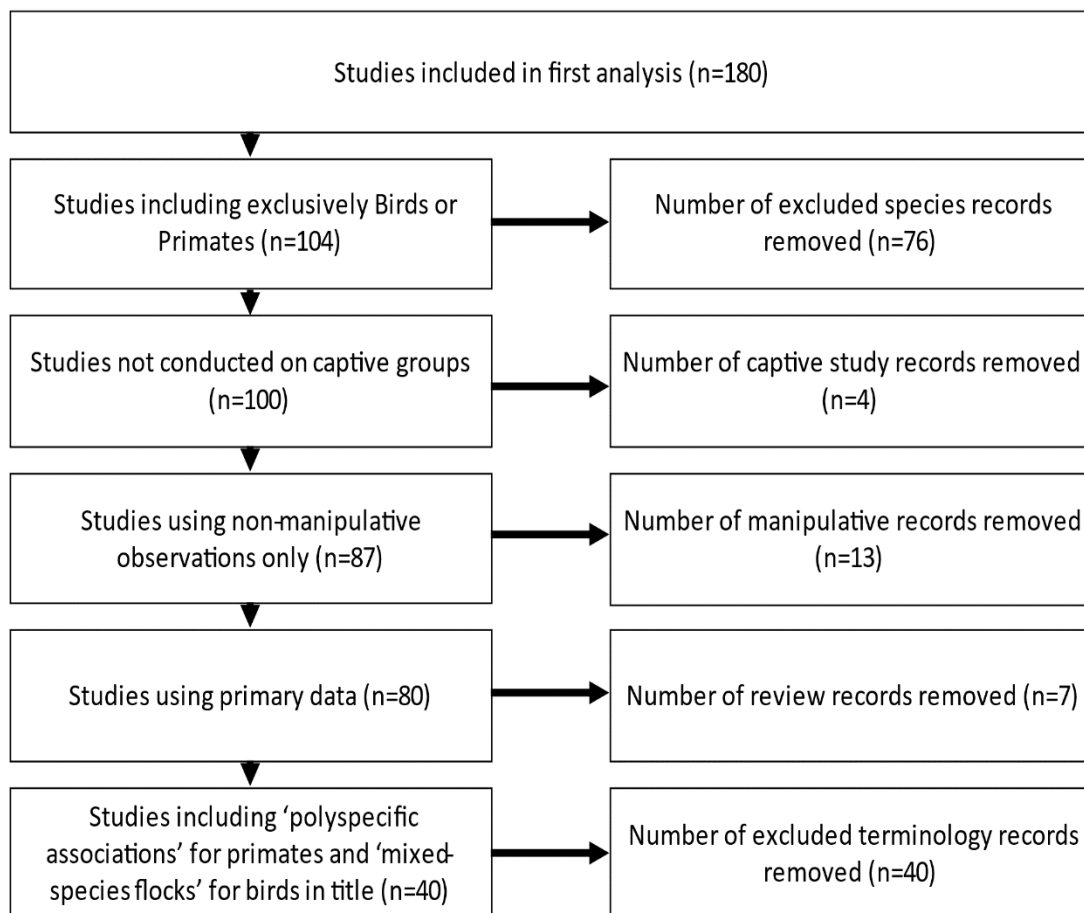 Studies included in first analysis (n=180)
Studies including exclusively Birds or
Primates (n=104)
Number of excluded species records
removed (n=76)
Studies not conducted on captive groups
(n=100)
Number of captive study records removed
(n=4)
Studies using non-manipulative
observations only (n=87)
Number of manipulative records removed
(n=13)
Studies using primary data (n=80)
Number of review records removed (n=7)
Studies including ‘polyspecific
associations’ for primates and ‘mixed-
species flocks’ for birds in title (n=40)
Number of excluded terminology records
removed (n=40)